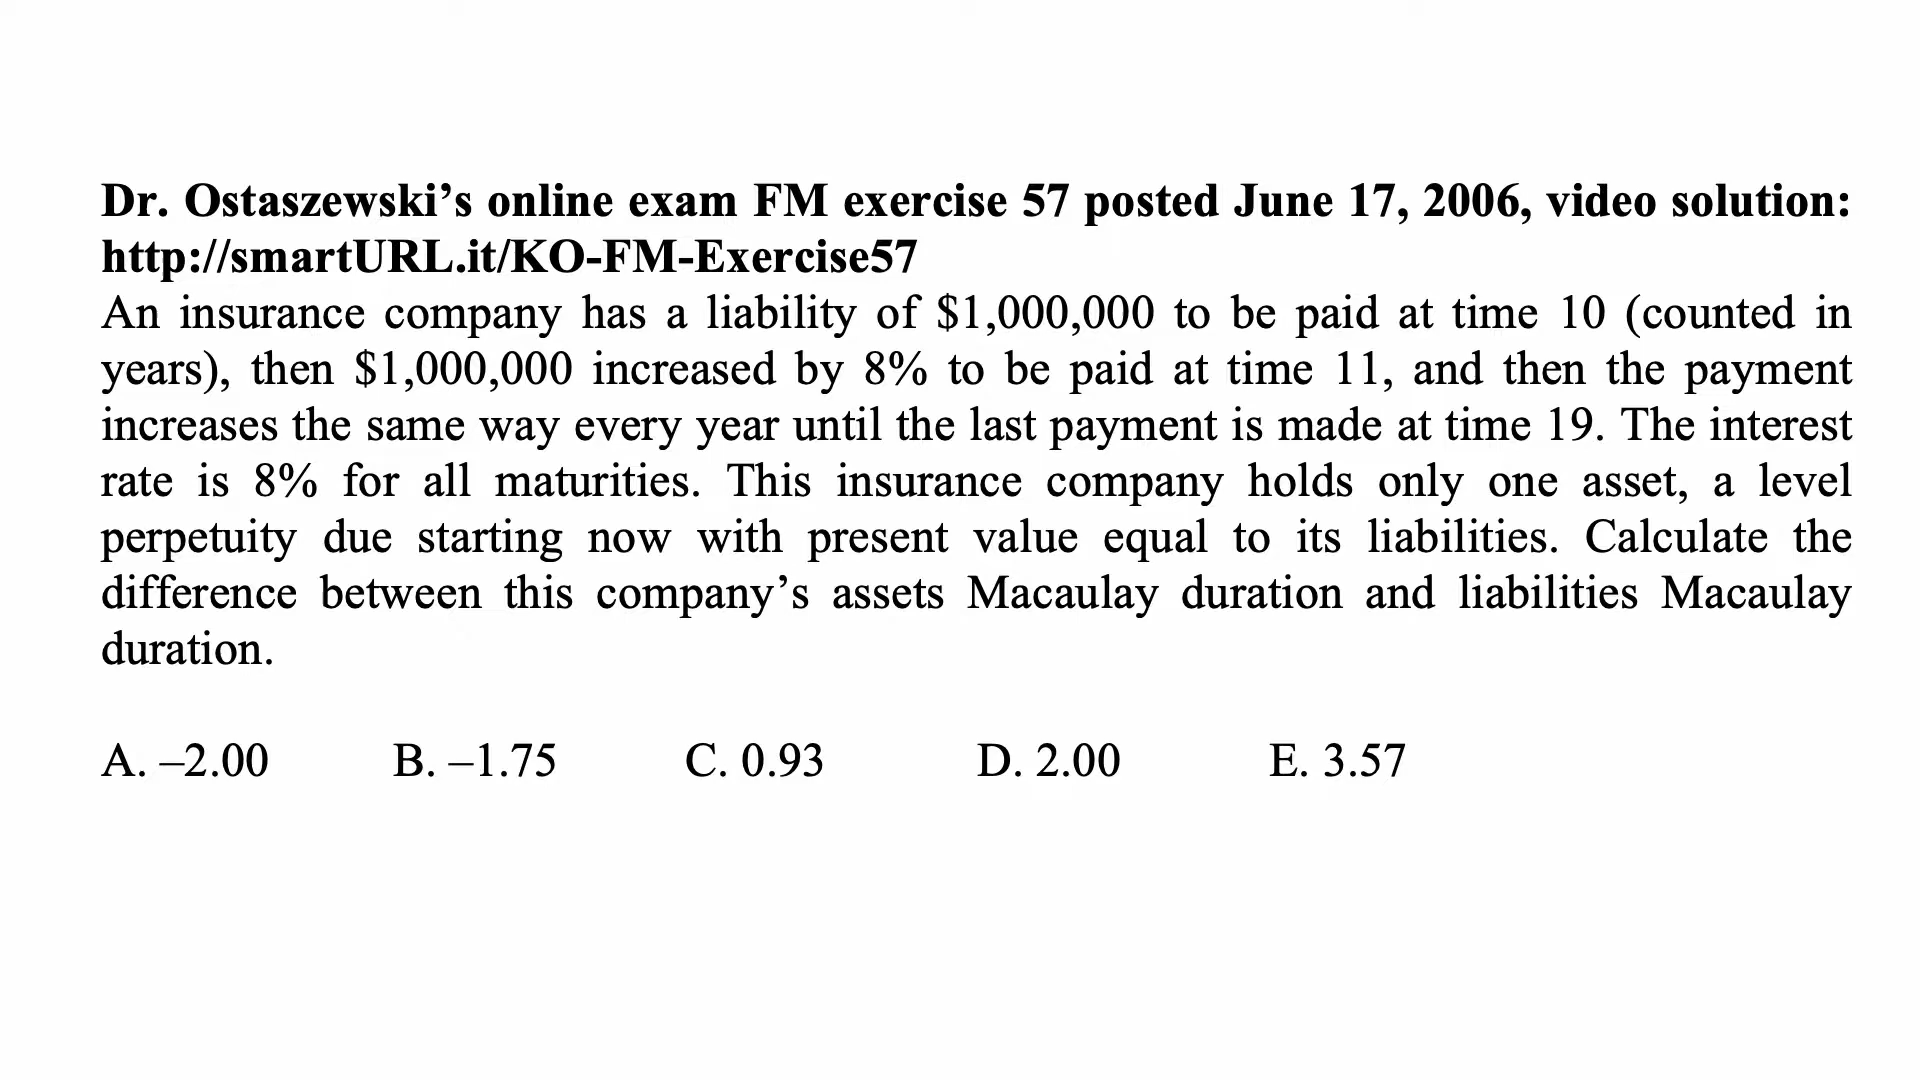 Dr. Ostaszewski’s online exam FM exercise 57 posted June 17, 2006, video solution:
http://smartURL.it/KO-FM-Exercise57
An insurance company has a liability of $1,000,000 to be paid at time 10 (counted in
years), then $1,000,000 increased by 8% to be paid at time 11, and then the payment
increases the same way every year until the last payment is made at time 19. The interest
rate is 8% for all maturities. This insurance company holds only one asset, a level
perpetuity due starting now with present value equal to its liabilities. Calculate the
difference between this company’s assets Macaulay duration and liabilities Macaulay
duration.
A. –2.00 B. –1.75 C. 0.93 D. 2.00 E. 3.57